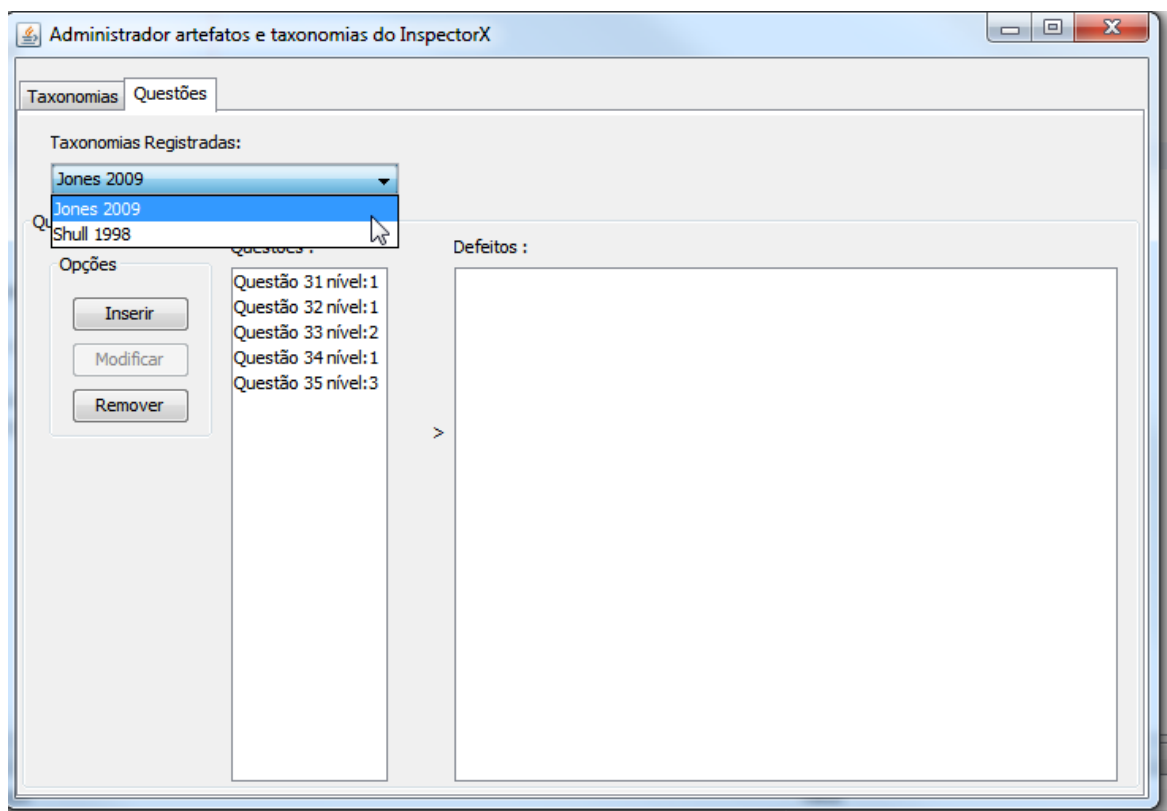 Administrador artefatos e taxonomias do InspectorX
Taxonomias Questões
Taxonomias Registradas:
Jones 2009
Jones 2009
Shull 1998
Questões :
Defeitos :
Opções
Inserir
Modificar
Remover
Questão 31 nível:1
Questão 32 nível:1
Questão 33 nível:2
Questão 34 nível:1
Questão 35 nível:3
>